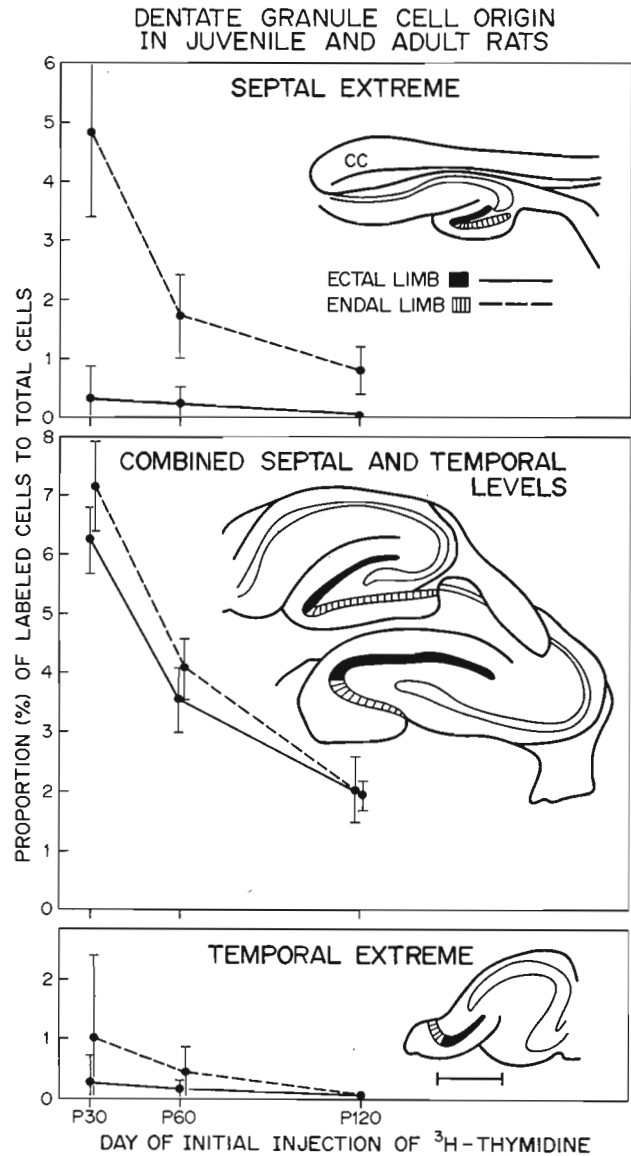 DENTATE GRANULE CELL ORIGIN
IN JUVENILE AND ADULT RATS
SEPTAL EXTREME
6
5
4
3
2
1
0
CC
ECTAL LIMB
ENDAL LIMB
PROPORTION (%) OF LABELED CELLS TO TOTAL CELLS
COMBINED SEPTAL AND TEMPORAL
LEVELS
8
7
6
5
4
3
2
1
0
TEMPORAL EXTREME
2
1
0
P30 P60 P120
DAY OF INITIAL INJECTION OF ³H-THYMIDINE